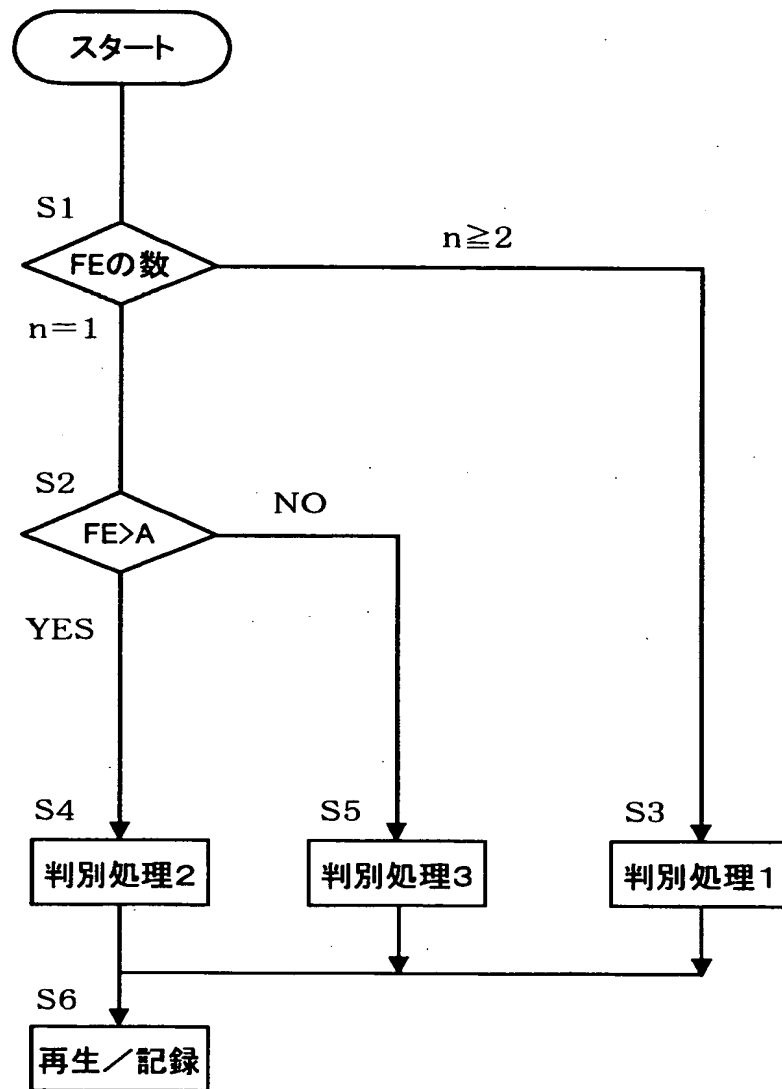 スタート
S1
FEの数
n≧2
n=1
S2
FE>A
NO
YES
S4
判別処理2
S5
判別処理3
S3
判別処理1
S6
再生/記録